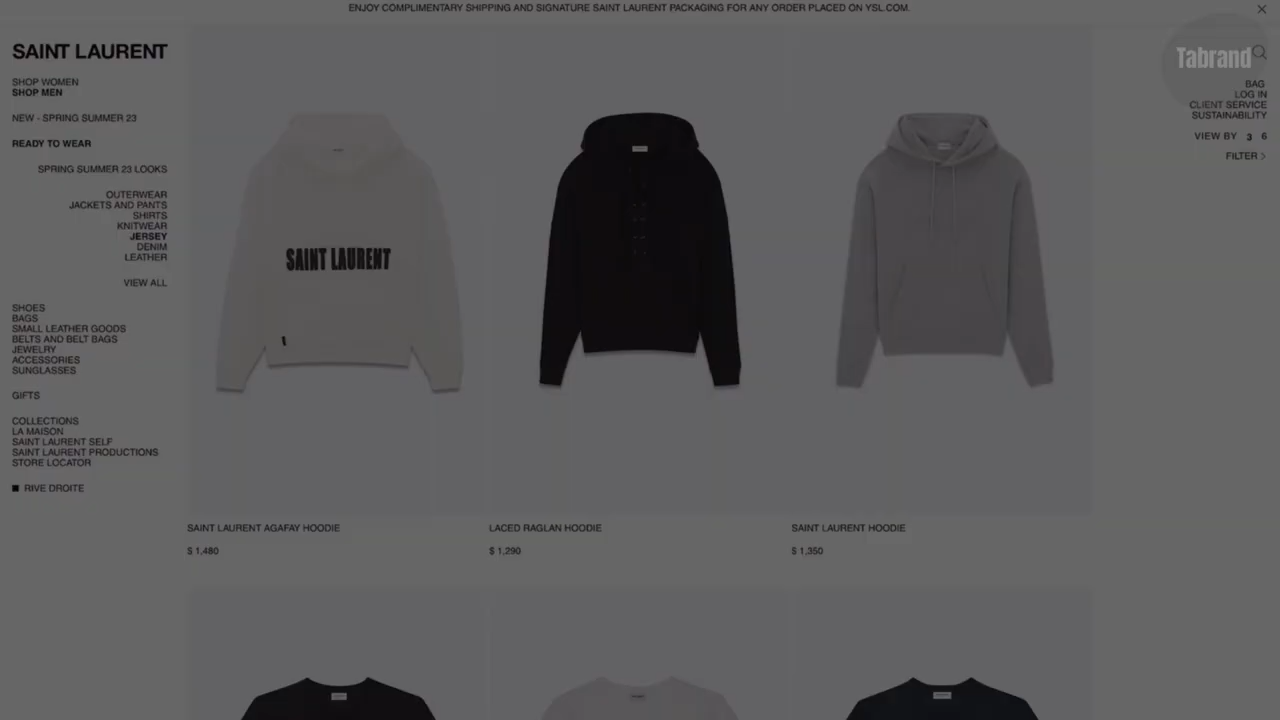 ENJOY COMPLIMENTARY SHIPPING AND SIGNATURE SAINT LAURENT PACKAGING FOR ANY ORDER PLACED ON YSL.COM.
SAINT LAURENT
SHOP WOMEN
SHOP MEN
NEW - SPRING SUMMER 23
READY TO WEAR
SPRING SUMMER 23 LOOKS
OUTERWEAR
JACKETS AND PANTS
SHIRTS
KNITWEAR
JERSEY
DENIM
LEATHER
VIEW ALL
SHOES
BAGS
SMALL LEATHER GOODS
BELTS AND BELT BAGS
JEWELRY
ACCESSORIES
SUNGLASSES
GIFTS
COLLECTIONS
LA MAISON
SAINT LAURENT SELF
SAINT LAURENT PRODUCTIONS
STORE LOCATOR
RIVE DROITE
Tabrand
BAG
LOG IN
CLIENT SERVICE
SUSTAINABILITY
VIEW BY 3 6
FILTER
SAINT LAURENT
SAINT LAURENT AGAFAY HOODIE
$ 1,480
LACED RAGLAN HOODIE
$ 1,290
SAINT LAURENT HOODIE
$ 1,350